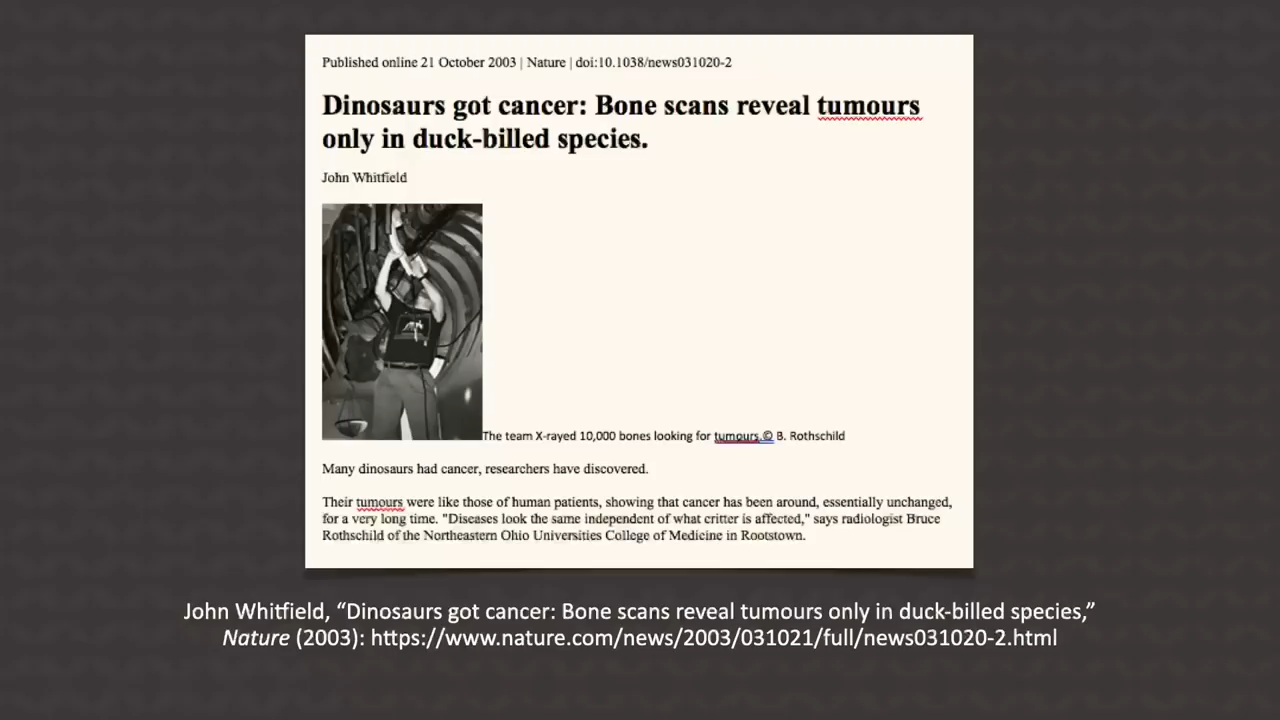 Published online 21 October 2003 | Nature | doi:10.1038/news031020-2
Dinosaurs got cancer: Bone scans reveal tumours
only in duck-billed species.
John Whitfield
The team X-rayed 10,000 bones looking for tumours.© B. Rothschild
Many dinosaurs had cancer, researchers have discovered.
Their tumours were like those of human patients, showing that cancer has been around, essentially unchanged,
for a very long time. "Diseases look the same independent of what critter is affected," says radiologist Bruce
Rothschild of the Northeastern Ohio Universities College of Medicine in Rootstown.
John Whitfield, “Dinosaurs got cancer: Bone scans reveal tumours only in duck-billed species,”
Nature (2003): https://www.nature.com/news/2003/031021/full/news031020-2.html